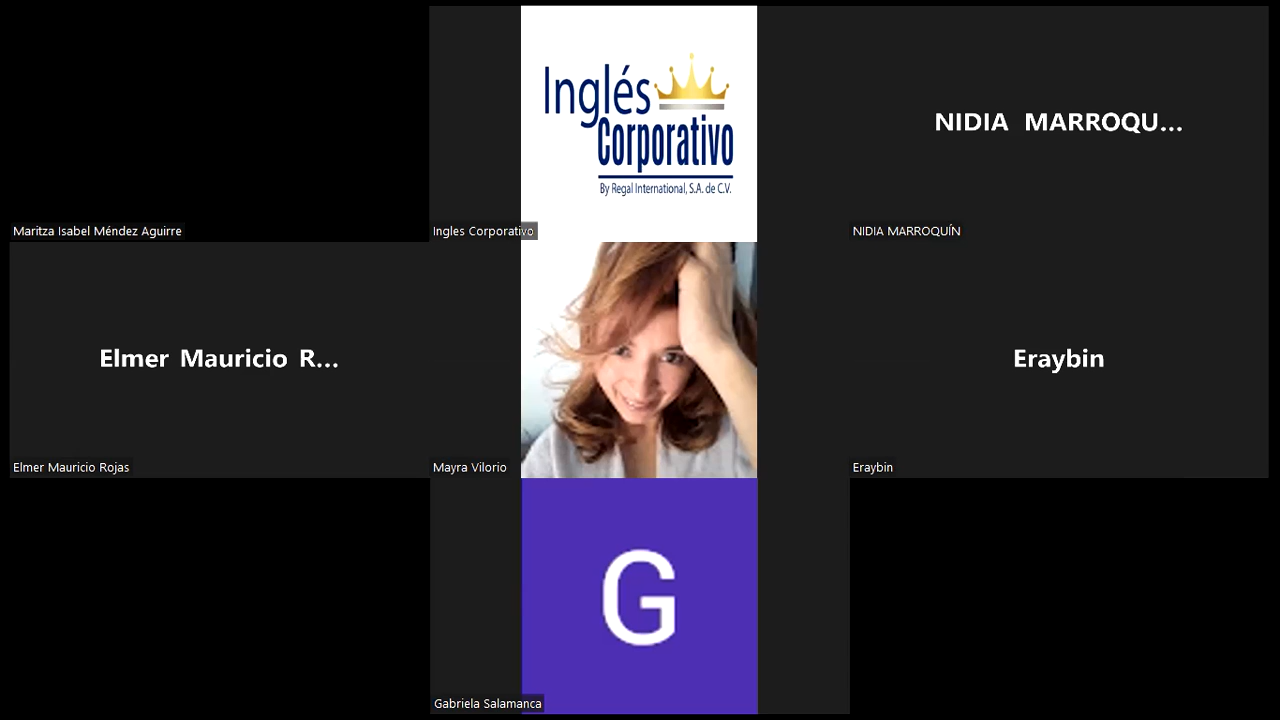 Inglés
Corporativo
By Regal International, S.A. de C.V.
NIDIA MARROQU...
Maritza Isabel Méndez Aguirre
Ingles Corporativo
NIDIA MARROQUÍN
Elmer Mauricio R...
Eraybin
Elmer Mauricio Rojas
Mayra Vilorio
Eraybin
G
Gabriela Salamanca